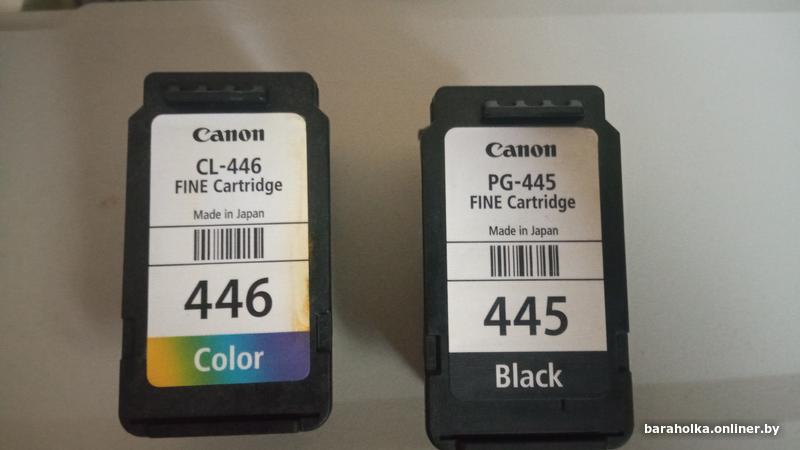 Canon
CL-446
FINE Cartridge
Made in Japan
446
Color
Canon
PG-445
FINE Cartridge
Made in Japan
445
Black
baraholka.onliner.by